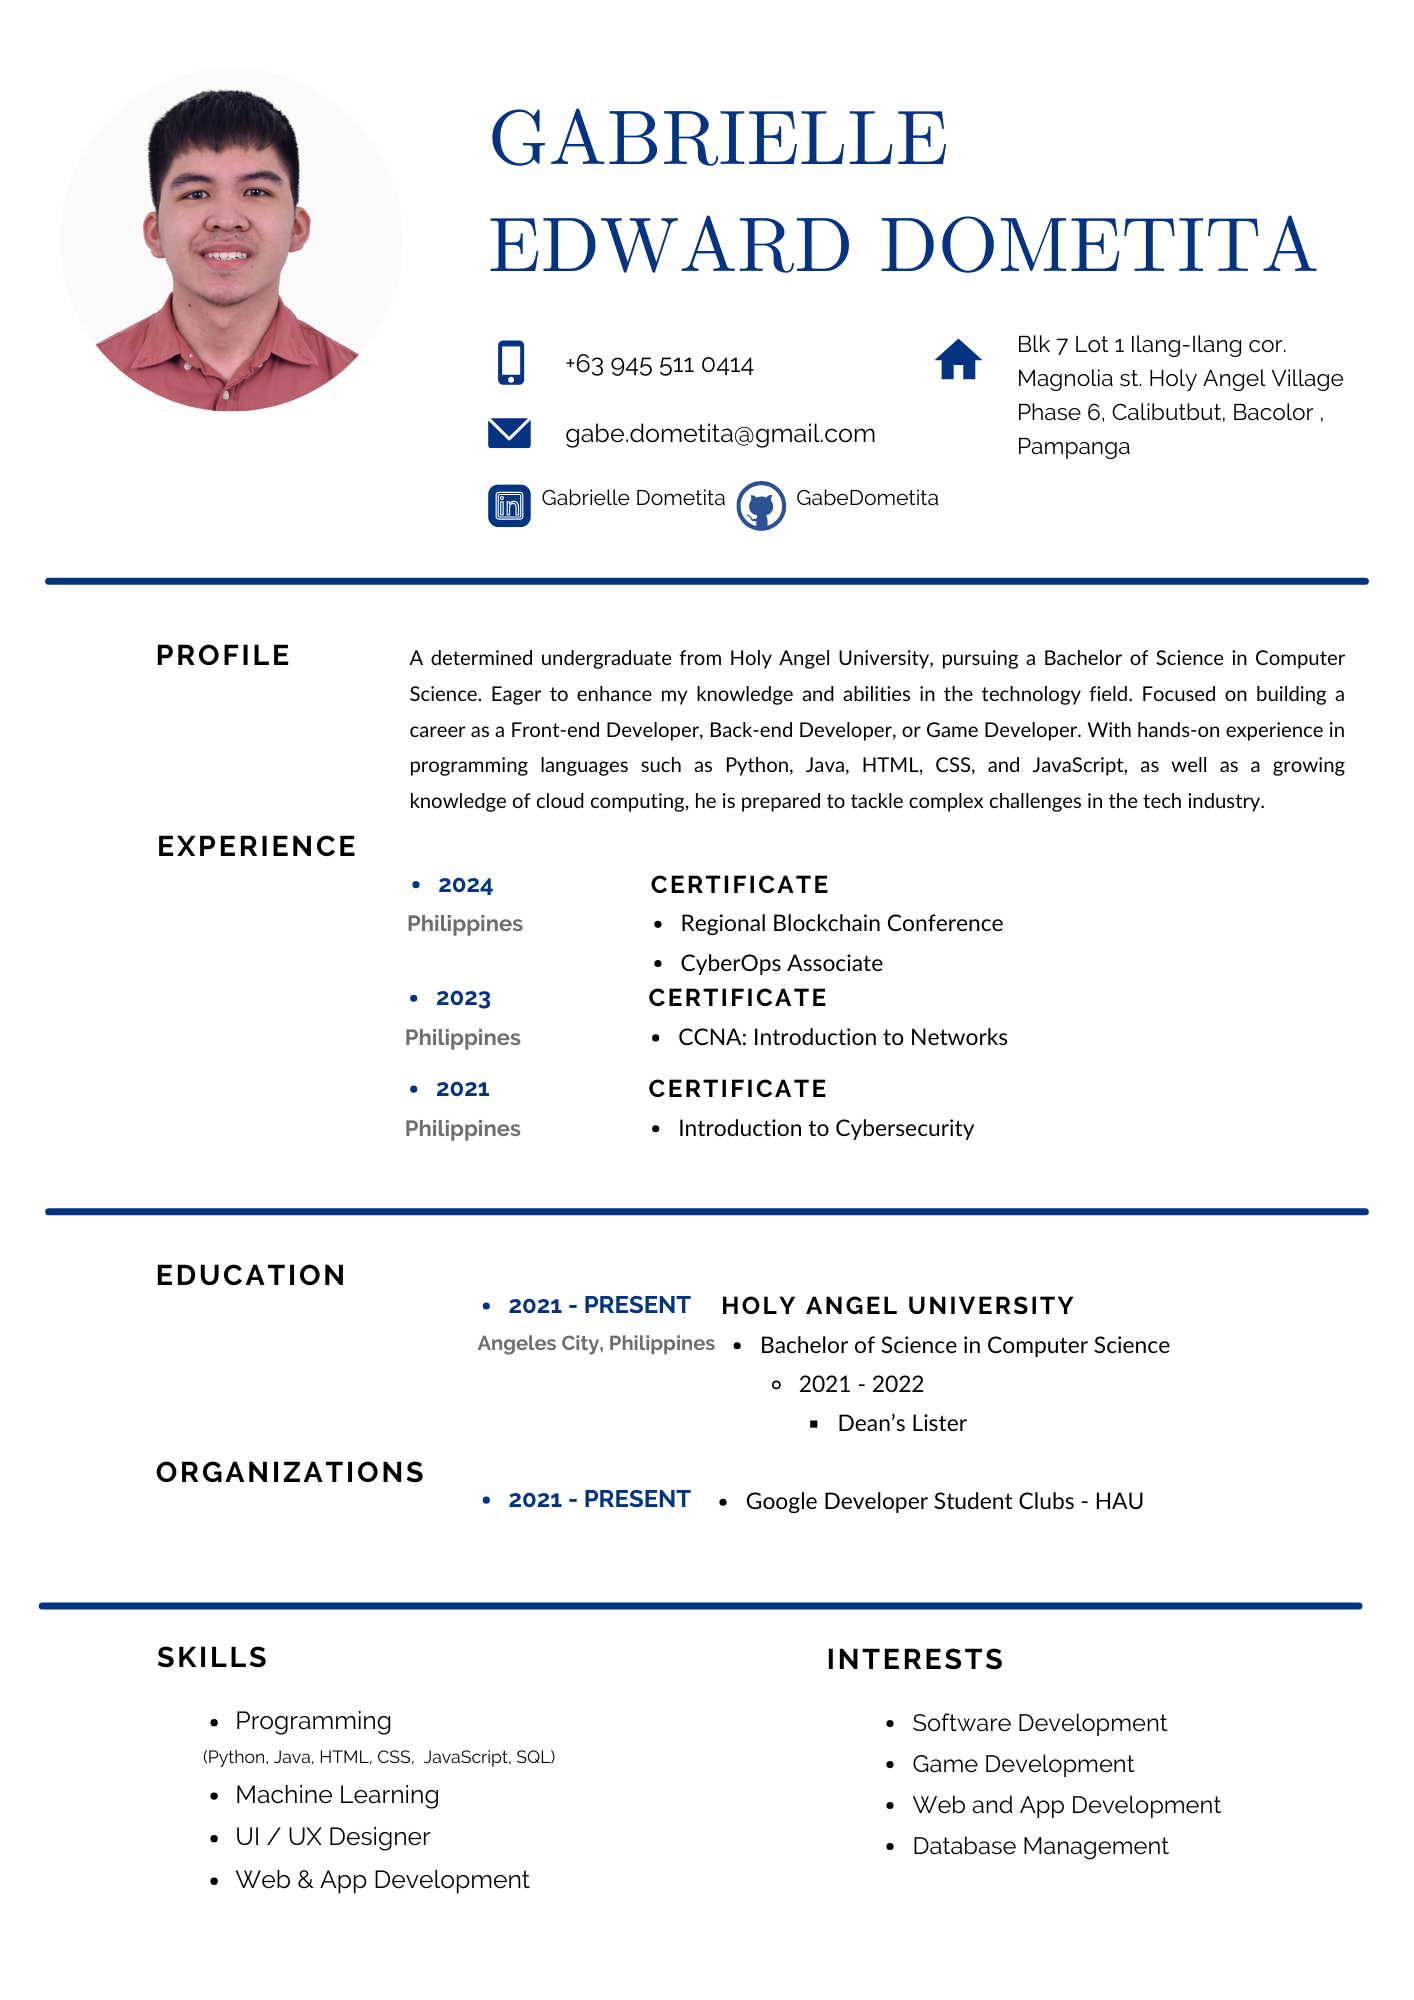 GABRIELLE
EDWARD DOMETITA
+63 945 511 0414
gabe.dometita@gmail.com
Blk 7 Lot 1 Ilang-Ilang cor.
Magnolia st. Holy Angel Village
Phase 6, Calibutbut, Bacolor ,
Pampanga
in Gabrielle Dometita GabeDometita
PROFILE
A determined undergraduate from Holy Angel University, pursuing a Bachelor of Science in Computer
Science. Eager to enhance my knowledge and abilities in the technology field. Focused on building a
career as a Front-end Developer, Back-end Developer, or Game Developer. With hands-on experience in
programming languages such as Python, Java, HTML, CSS, and JavaScript, as well as a growing
knowledge of cloud computing, he is prepared to tackle complex challenges in the tech industry.
EXPERIENCE
• 2024 CERTIFICATE
Philippines • Regional Blockchain Conference
• CyberOps Associate
• 2023 CERTIFICATE
Philippines • CCNA: Introduction to Networks
• 2021 CERTIFICATE
Philippines • Introduction to Cybersecurity
EDUCATION
• 2021 - PRESENT HOLY ANGEL UNIVERSITY
Angeles City, Philippines • Bachelor of Science in Computer Science
◦ 2021 - 2022
▪ Dean’s Lister
ORGANIZATIONS
• 2021 - PRESENT • Google Developer Student Clubs - HAU
SKILLS
• Programming
(Python, Java, HTML, CSS, JavaScript, SQL)
• Machine Learning
• UI / UX Designer
• Web & App Development
INTERESTS
• Software Development
• Game Development
• Web and App Development
• Database Management